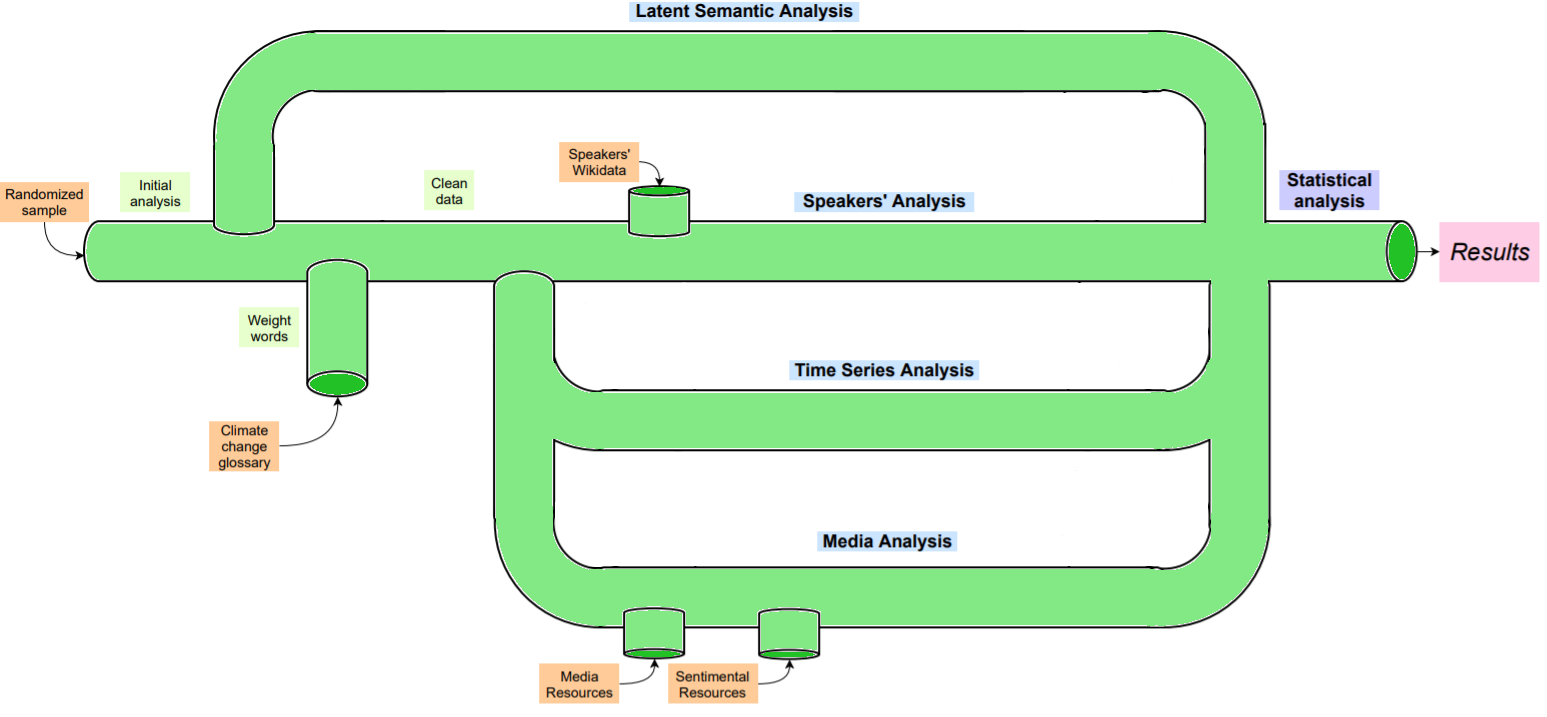 Latent Semantic Analysis
Randomized
sample
Initial
analysis
Clean
data
Speakers'
Wikidata
Speakers' Analysis
Statistical
analysis
Results
Weight
words
Climate
change
glossary
Time Series Analysis
Media Analysis
Media
Resources
Sentimental
Resources